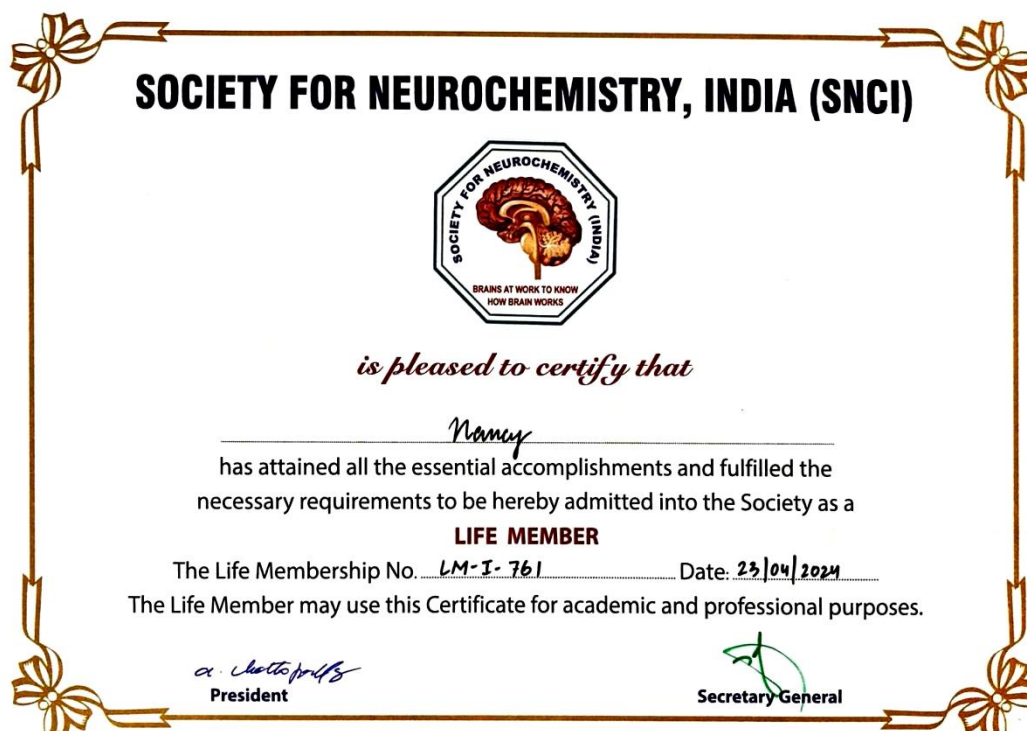 SOCIETY FOR NEUROCHEMISTRY, INDIA (SNCI)
SOCIETY FOR NEUROCHEMISTRY (INDIA)
BRAINS AT WORK TO KNOW
HOW BRAIN WORKS
is pleased to certify that
Nancy
has attained all the essential accomplishments and fulfilled the
necessary requirements to be hereby admitted into the Society as a
LIFE MEMBER
The Life Membership No. LM-I-761 Date: 23/04/2024
The Life Member may use this Certificate for academic and professional purposes.
President Secretary General